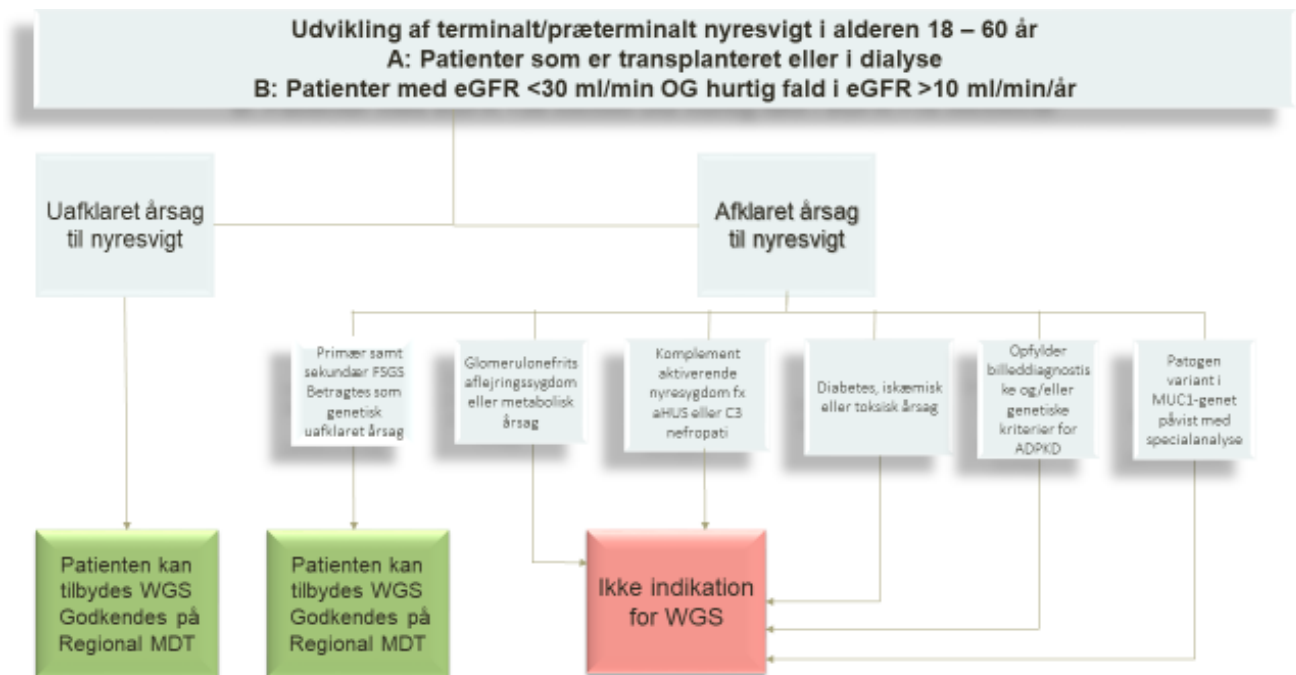 Udvikling af terminalt/præterminalt nyresvigt i alderen 18 – 60 år
A: Patienter som er transplanteret eller i dialyse
B: Patienter med eGFR <30 ml/min OG hurtig fald i eGFR >10 ml/min/år
Uafklaret årsag
til nyresvigt
Afklaret årsag
til nyresvigt
Primær samt
sekundær FSGS
Betragtes som
genetisk
uafklaret årsag
Glomerulonefrits
aflejringssygdom
eller metabolisk
årsag
Komplement
aktiverende
nyresygdom fx
aHUS eller C3
nefropati
Diabetes, iskæmisk
eller toksisk årsag
Opfylder
billeddiagnosti
ke og/eller
genetiske
kriterier for
ADPKD
Patogen
variant i
MUC1-genet
påvist med
specialanalyse
Patienten kan
tilbydes WGS
Godkendes på
Regional MDT
Patienten kan
tilbydes WGS
Godkendes på
Regional MDT
Ikke indikation
for WGS